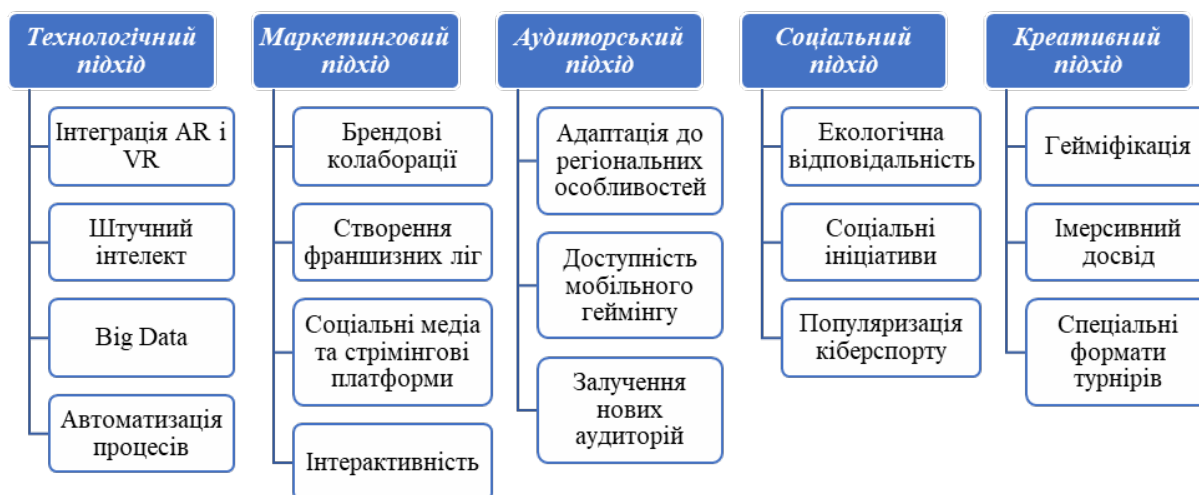 Технологічний
підхід
Інтеграція AR і
VR
Штучний
інтелект
Big Data
Автоматизація
процесів
Маркетинговий
підхід
Брендові
колаборації
Створення
франшизних ліг
Соціальні медіа
та стрімінгові
платформи
Інтерактивність
Аудиторський
підхід
Адаптація до
регіональних
особливостей
Доступність
мобільного
геймінгу
Залучення
нових
аудиторій
Соціальний
підхід
Екологічна
відповідальність
Соціальні
ініціативи
Популяризація
кіберспорту
Креативний
підхід
Гейміфікація
Імерсивний
досвід
Спеціальні
формати
турнірів